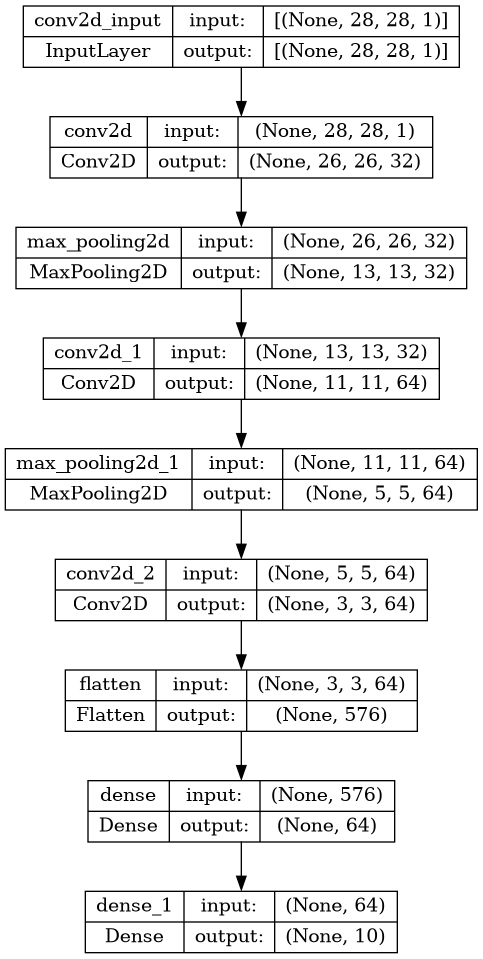 conv2d_input input: [(None, 28, 28, 1)]
InputLayer output: [(None, 28, 28, 1)]
conv2d input: (None, 28, 28, 1)
Conv2D output: (None, 26, 26, 32)
max_pooling2d input: (None, 26, 26, 32)
MaxPooling2D output: (None, 13, 13, 32)
conv2d_1 input: (None, 13, 13, 32)
Conv2D output: (None, 11, 11, 64)
max_pooling2d_1 input: (None, 11, 11, 64)
MaxPooling2D output: (None, 5, 5, 64)
conv2d_2 input: (None, 5, 5, 64)
Conv2D output: (None, 3, 3, 64)
flatten input: (None, 3, 3, 64)
Flatten output: (None, 576)
dense input: (None, 576)
Dense output: (None, 64)
dense_1 input: (None, 64)
Dense output: (None, 10)